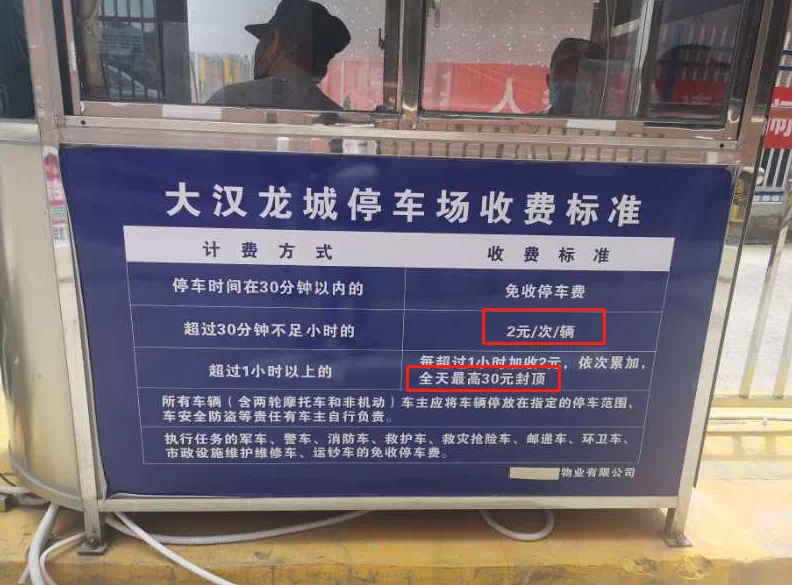 大汉龙城停车场收费标准
计费方式 收费标准
停车时间在30分钟以内的 免收停车费
超过30分钟不足小时的 2元/次/辆
超过1小时以上的 每超过1小时加收2元，依次累加，
全天最高30元封顶
所有车辆（含两轮摩托车和非机动）车主应将车辆停放在指定的停车范围，
车安全防盗等责任有车主自行负责。
执行任务的军车、警车、消防车、救护车、救灾抢险车、邮递车、环卫车、
市政设施维护维修车、运钞车的免收停车费。
物业有限公司
人